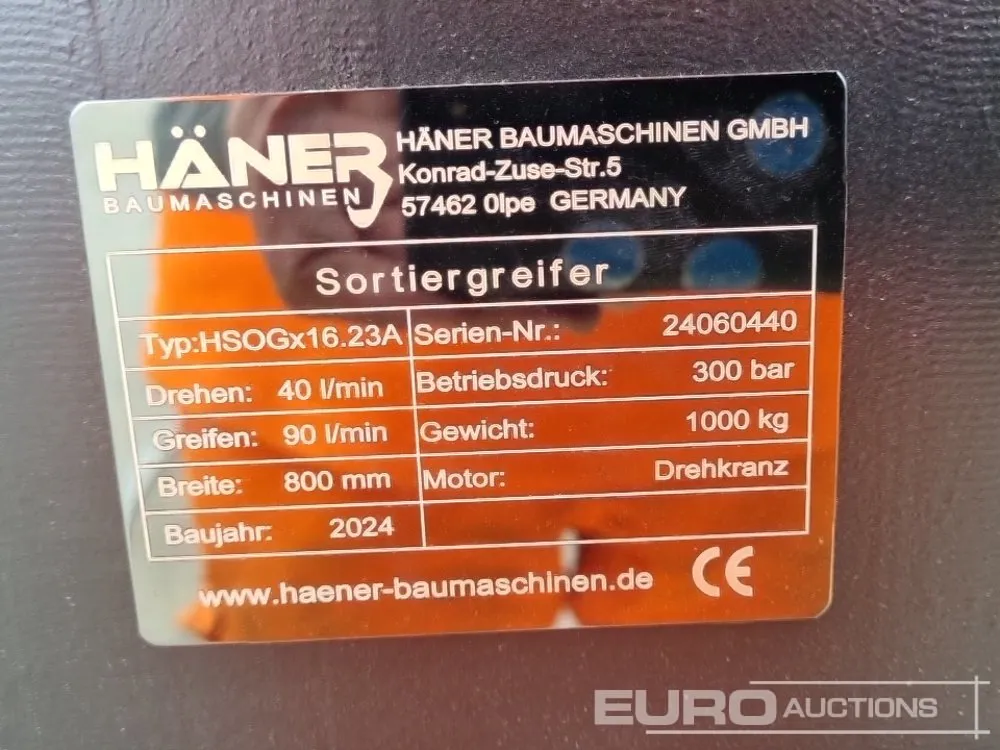 HÄNER
BAUMASCHINEN
HÄNER BAUMASCHINEN GMBH
Konrad-Zuse-Str.5
57462 Olpe GERMANY
Sortiergreifer
Typ:HSOGx16.23A Serien-Nr.: 24060440
Drehen: 40 l/min Betriebsdruck: 300 bar
Greifen: 90 l/min Gewicht: 1000 kg
Breite: 800 mm Motor: Drehkranz
Baujahr: 2024
www.haener-baumaschinen.de CE
EURO AUCTIONS